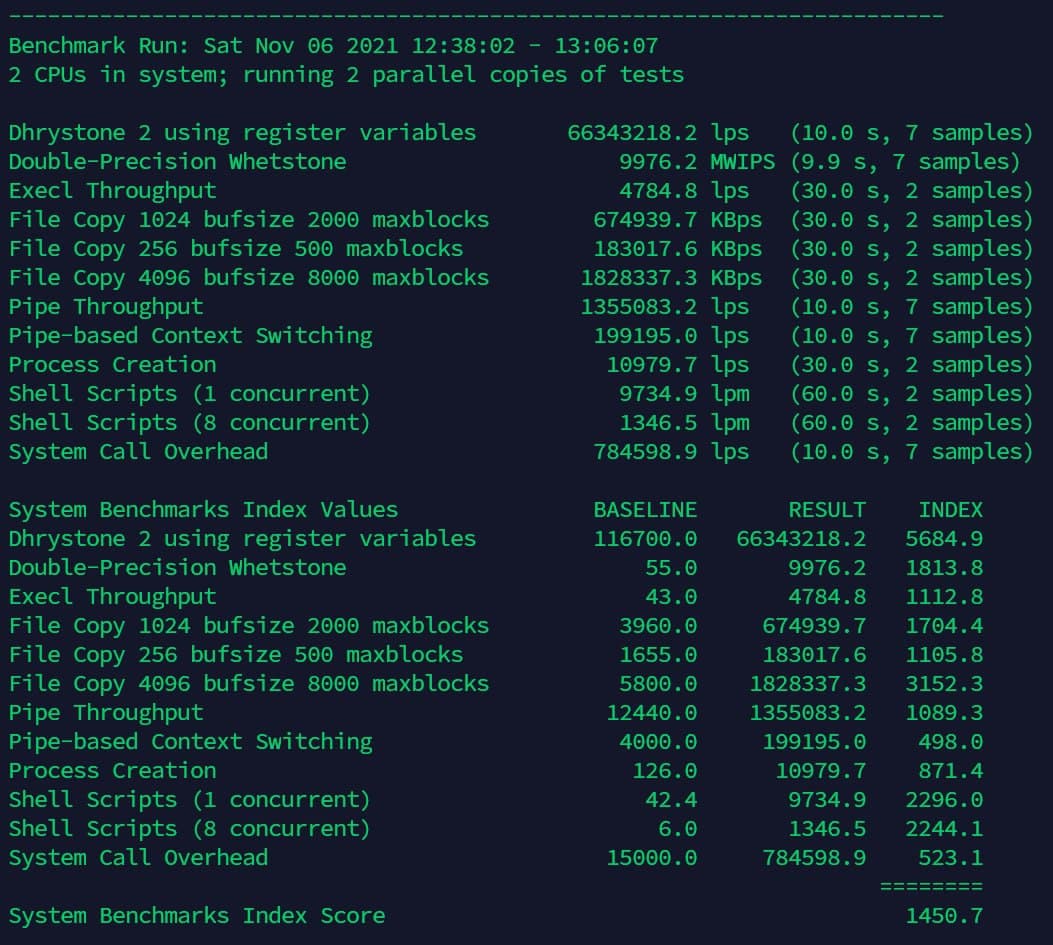 ------------------------------------------------------------------------
Benchmark Run: Sat Nov 06 2021 12:38:02 - 13:06:07
2 CPUs in system; running 2 parallel copies of tests

Dhrystone 2 using register variables       66343218.2 lps   (10.0 s, 7 samples)
Double-Precision Whetstone                     9976.2 MWIPS (9.9 s, 7 samples)
Execl Throughput                               4784.8 lps   (30.0 s, 2 samples)
File Copy 1024 bufsize 2000 maxblocks        674939.7 KBps  (30.0 s, 2 samples)
File Copy 256 bufsize 500 maxblocks          183017.6 KBps  (30.0 s, 2 samples)
File Copy 4096 bufsize 8000 maxblocks       1828337.3 KBps  (30.0 s, 2 samples)
Pipe Throughput                             1355083.2 lps   (10.0 s, 7 samples)
Pipe-based Context Switching                 199195.0 lps   (10.0 s, 7 samples)
Process Creation                              10979.7 lps   (30.0 s, 2 samples)
Shell Scripts (1 concurrent)                   9734.9 lpm   (60.0 s, 2 samples)
Shell Scripts (8 concurrent)                   1346.5 lpm   (60.0 s, 2 samples)
System Call Overhead                         784598.9 lps   (10.0 s, 7 samples)

System Benchmarks Index Values               BASELINE       RESULT    INDEX
Dhrystone 2 using register variables         116700.0   66343218.2   5684.9
Double-Precision Whetstone                       55.0       9976.2   1813.8
Execl Throughput                                 43.0       4784.8   1112.8
File Copy 1024 bufsize 2000 maxblocks          3960.0     674939.7   1704.4
File Copy 256 bufsize 500 maxblocks            1655.0     183017.6   1105.8
File Copy 4096 bufsize 8000 maxblocks          5800.0    1828337.3   3152.3
Pipe Throughput                               12440.0    1355083.2   1089.3
Pipe-based Context Switching                   4000.0     199195.0    498.0
Process Creation                                126.0      10979.7    871.4
Shell Scripts (1 concurrent)                     42.4       9734.9   2296.0
Shell Scripts (8 concurrent)                      6.0       1346.5   2244.1
System Call Overhead                          15000.0     784598.9    523.1
                                                                   ========
System Benchmarks Index Score                                        1450.7